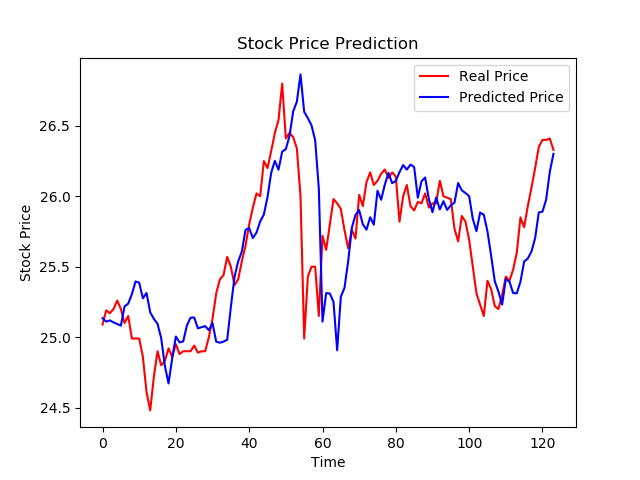 Stock Price Prediction
Real Price
Predicted Price
Stock Price
26.5
26.0
25.5
25.0
24.5
0 20 40 60 80 100 120
Time